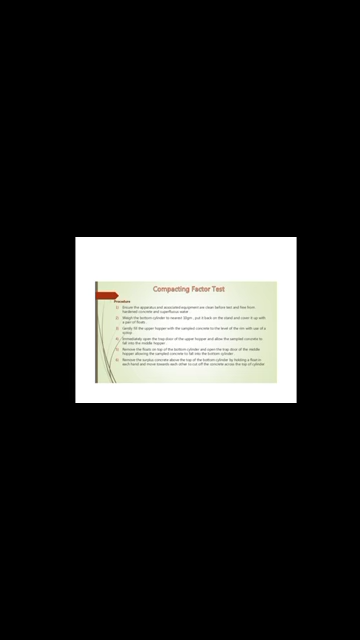 Compacting Factor Test
Procedure
1) Ensure the apparatus and associated equipment are clean before test and free from
hardened concrete and superfluous water
2) Weigh the bottom cylinder to nearest 10gm , put it back on the stand and cover it up with
a pair of floats
3) Gently fill the upper hopper with the sampled concrete to the level of the rim with use of a
scoop
4) Immediately open the trap door of the upper hopper and allow the sampled concrete to
fall into the middle hopper
5) Remove the floats on top of the bottom cylinder and open the trap door of the middle
hopper allowing the sampled concrete to fall into the bottom cylinder
6) Remove the surplus concrete above the top of the bottom cylinder by holding a float in
each hand and move towards each other to cut off the concrete across the top of cylinder